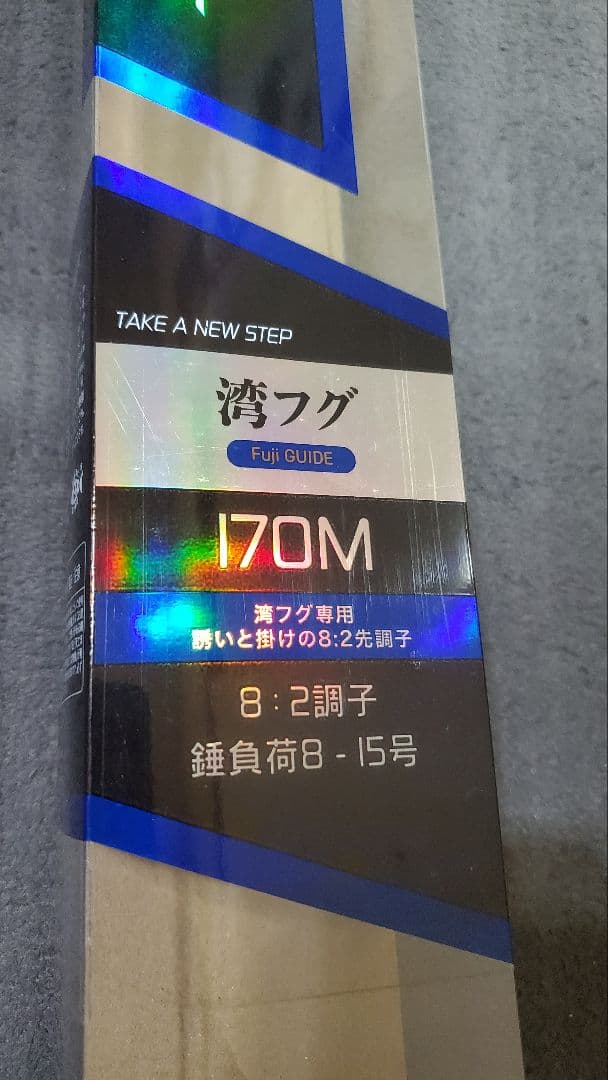 TAKE A NEW STEP
湾フグ
Fuji GUIDE
170M
湾フグ専用
誘いと掛けの8:2先調子
8:2調子
錘負荷8-15号